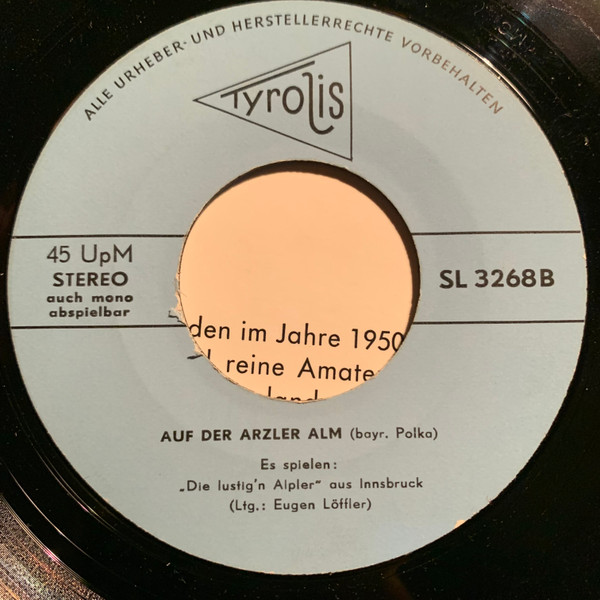 ALLE URHEBER- UND HERSTELLERRECHTE VORBEHALTEN
Tyrolis
45 UpM
STEREO
auch mono
abspielbar
SL 3268 B
den im Jahre 1950
reine Amate
AUF DER ARZLER ALM (bayr. Polka)
Es spielen:
„Die lustig'n Alpler" aus Innsbruck
(Ltg.: Eugen Löffler)